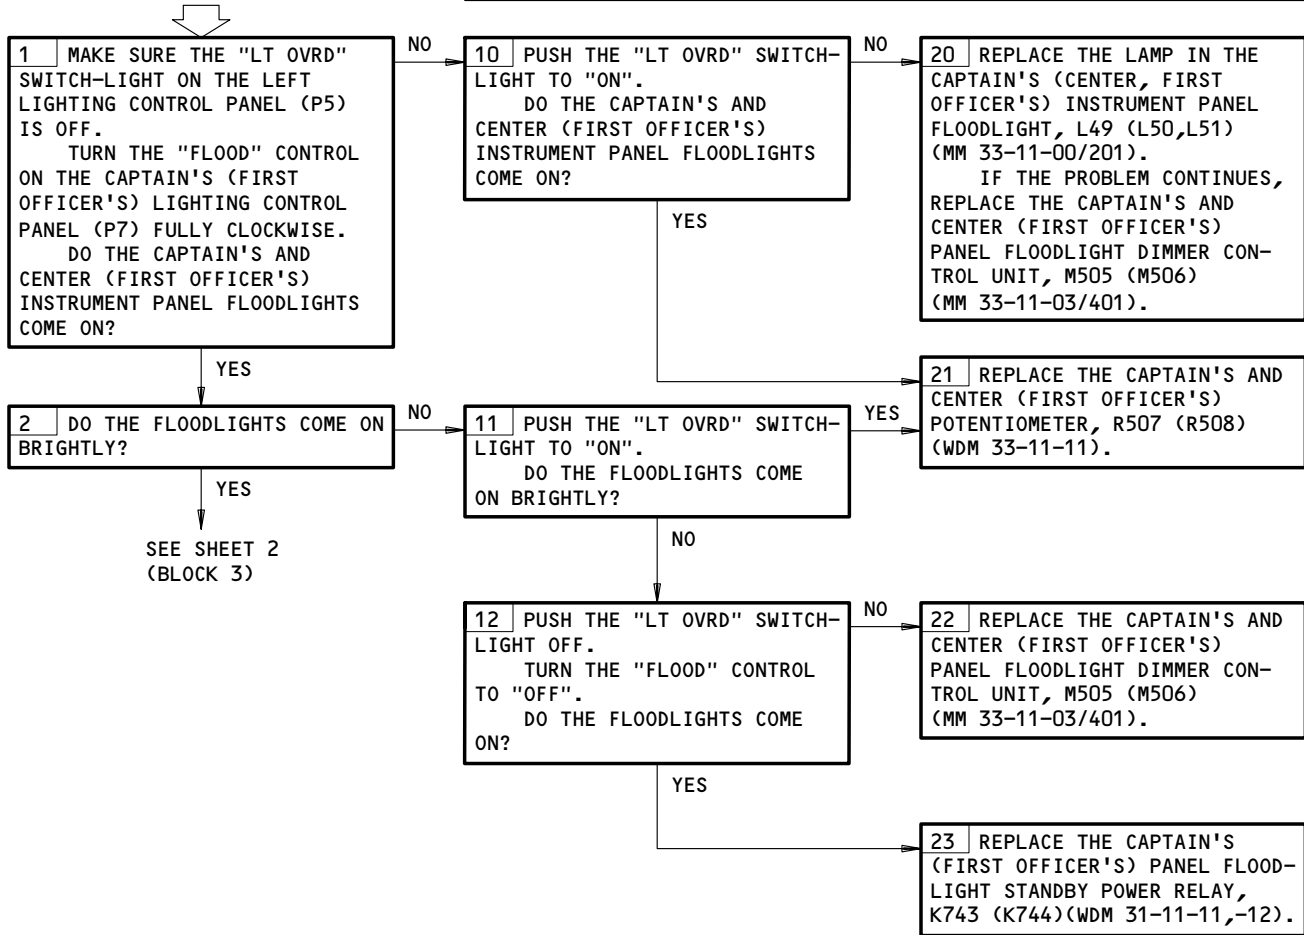 1 MAKE SURE THE "LT OVRD"
SWITCH-LIGHT ON THE LEFT
LIGHTING CONTROL PANEL (P5)
IS OFF.
TURN THE "FLOOD" CONTROL
ON THE CAPTAIN'S (FIRST
OFFICER'S) LIGHTING CONTROL
PANEL (P7) FULLY CLOCKWISE.
DO THE CAPTAIN'S AND
CENTER (FIRST OFFICER'S)
INSTRUMENT PANEL FLOODLIGHTS
COME ON?
NO
10 PUSH THE "LT OVRD" SWITCH-
LIGHT TO "ON".
DO THE CAPTAIN'S AND
CENTER (FIRST OFFICER'S)
INSTRUMENT PANEL FLOODLIGHTS
COME ON?
NO
20 REPLACE THE LAMP IN THE
CAPTAIN'S (CENTER, FIRST
OFFICER'S) INSTRUMENT PANEL
FLOODLIGHT, L49 (L50,L51)
(MM 33-11-00/201).
IF THE PROBLEM CONTINUES,
REPLACE THE CAPTAIN'S AND
CENTER (FIRST OFFICER'S)
PANEL FLOODLIGHT DIMMER CON-
TROL UNIT, M505 (M506)
(MM 33-11-03/401).
YES
YES
21 REPLACE THE CAPTAIN'S AND
CENTER (FIRST OFFICER'S)
POTENTIOMETER, R507 (R508)
(WDM 33-11-11).
2 DO THE FLOODLIGHTS COME ON
BRIGHTLY?
NO
11 PUSH THE "LT OVRD" SWITCH-
LIGHT TO "ON".
DO THE FLOODLIGHTS COME
ON BRIGHTLY?
YES
YES
SEE SHEET 2
(BLOCK 3)
NO
12 PUSH THE "LT OVRD" SWITCH-
LIGHT OFF.
TURN THE "FLOOD" CONTROL
TO "OFF".
DO THE FLOODLIGHTS COME
ON?
NO
22 REPLACE THE CAPTAIN'S AND
CENTER (FIRST OFFICER'S)
PANEL FLOODLIGHT DIMMER CON-
TROL UNIT, M505 (M506)
(MM 33-11-03/401).
YES
23 REPLACE THE CAPTAIN'S
(FIRST OFFICER'S) PANEL FLOOD-
LIGHT STANDBY POWER RELAY,
K743 (K744)(WDM 31-11-11,-12).